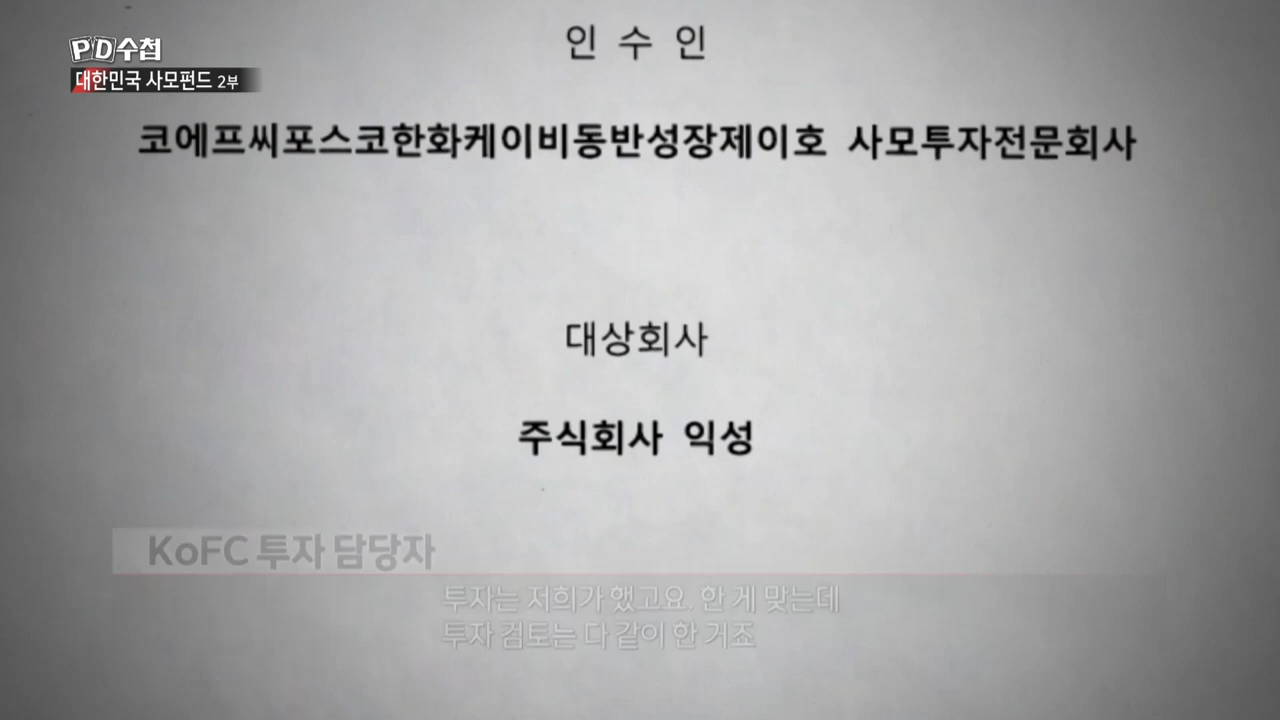 PD수첩
대한민국 사모펀드 2부
인 수 인
코에프씨포스코한화케이비동반성장제이호 사모투자전문회사
대상회사
주식회사 익성
KoFC 투자 담당자
투자는 저희가 했고요. 한 게 맞는데
투자 검토는 다 같이 한 거죠